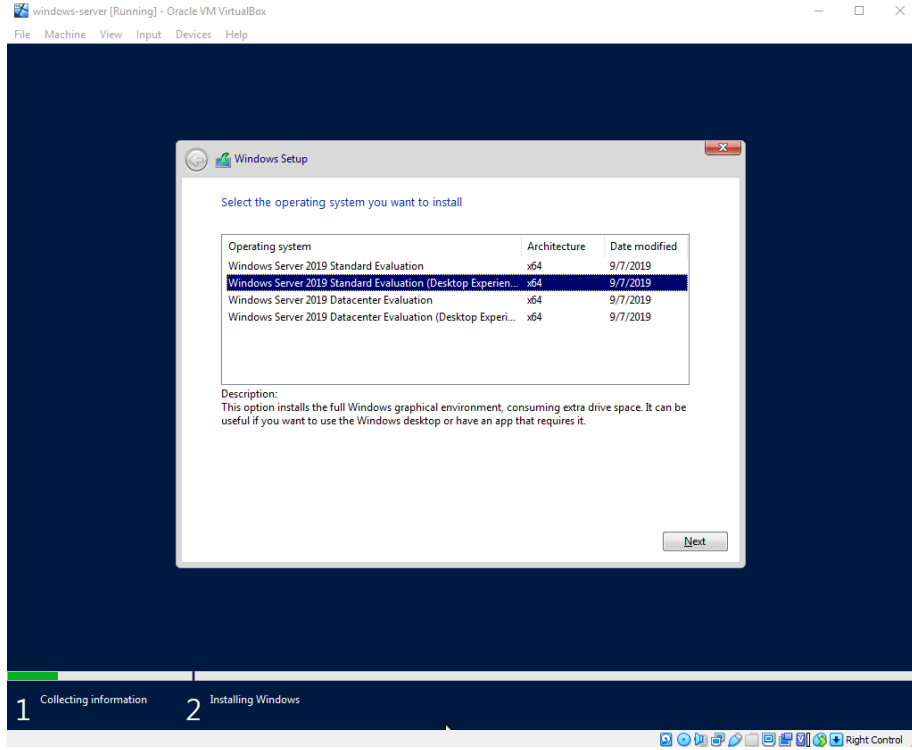 windows-server [Running] - Oracle VM VirtualBox
File Machine View Input Devices Help
Windows Setup
Select the operating system you want to install
Operating system Architecture Date modified
Windows Server 2019 Standard Evaluation x64 9/7/2019
Windows Server 2019 Standard Evaluation (Desktop Experien... x64 9/7/2019
Windows Server 2019 Datacenter Evaluation x64 9/7/2019
Windows Server 2019 Datacenter Evaluation (Desktop Experi... x64 9/7/2019
Description:
This option installs the full Windows graphical environment, consuming extra drive space. It can be
useful if you want to use the Windows desktop or have an app that requires it.
Next
1 Collecting information 2 Installing Windows
Right Control